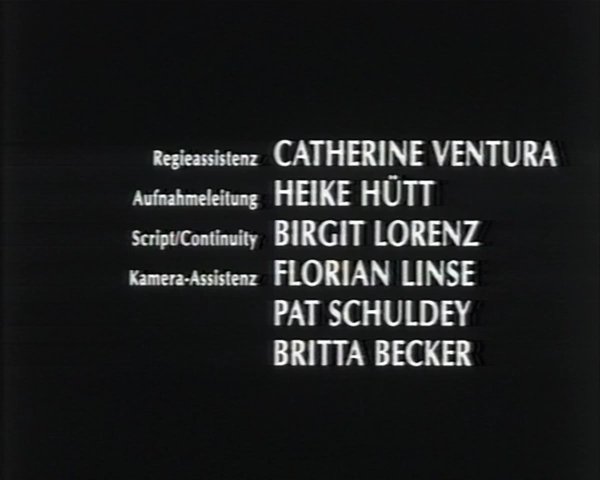 Regieassistenz CATHERINE VENTURA
Aufnahmeleitung HEIKE HÜTT
Script/Continuity BIRGIT LORENZ
Kamera-Assistenz FLORIAN LINSE
PAT SCHULDEY
BRITTA BECKER